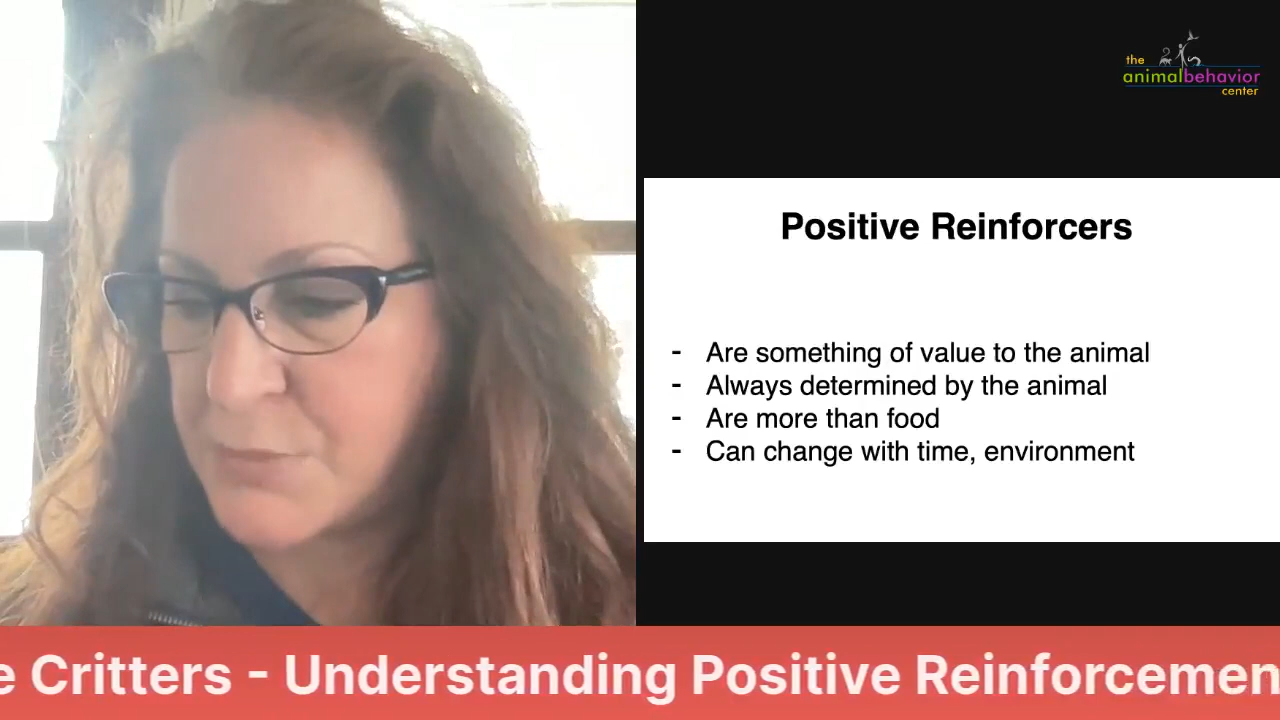 the
animalbehavior
center
Positive Reinforcers
- Are something of value to the animal
- Always determined by the animal
- Are more than food
- Can change with time, environment
e Critters - Understanding Positive Reinforcemen